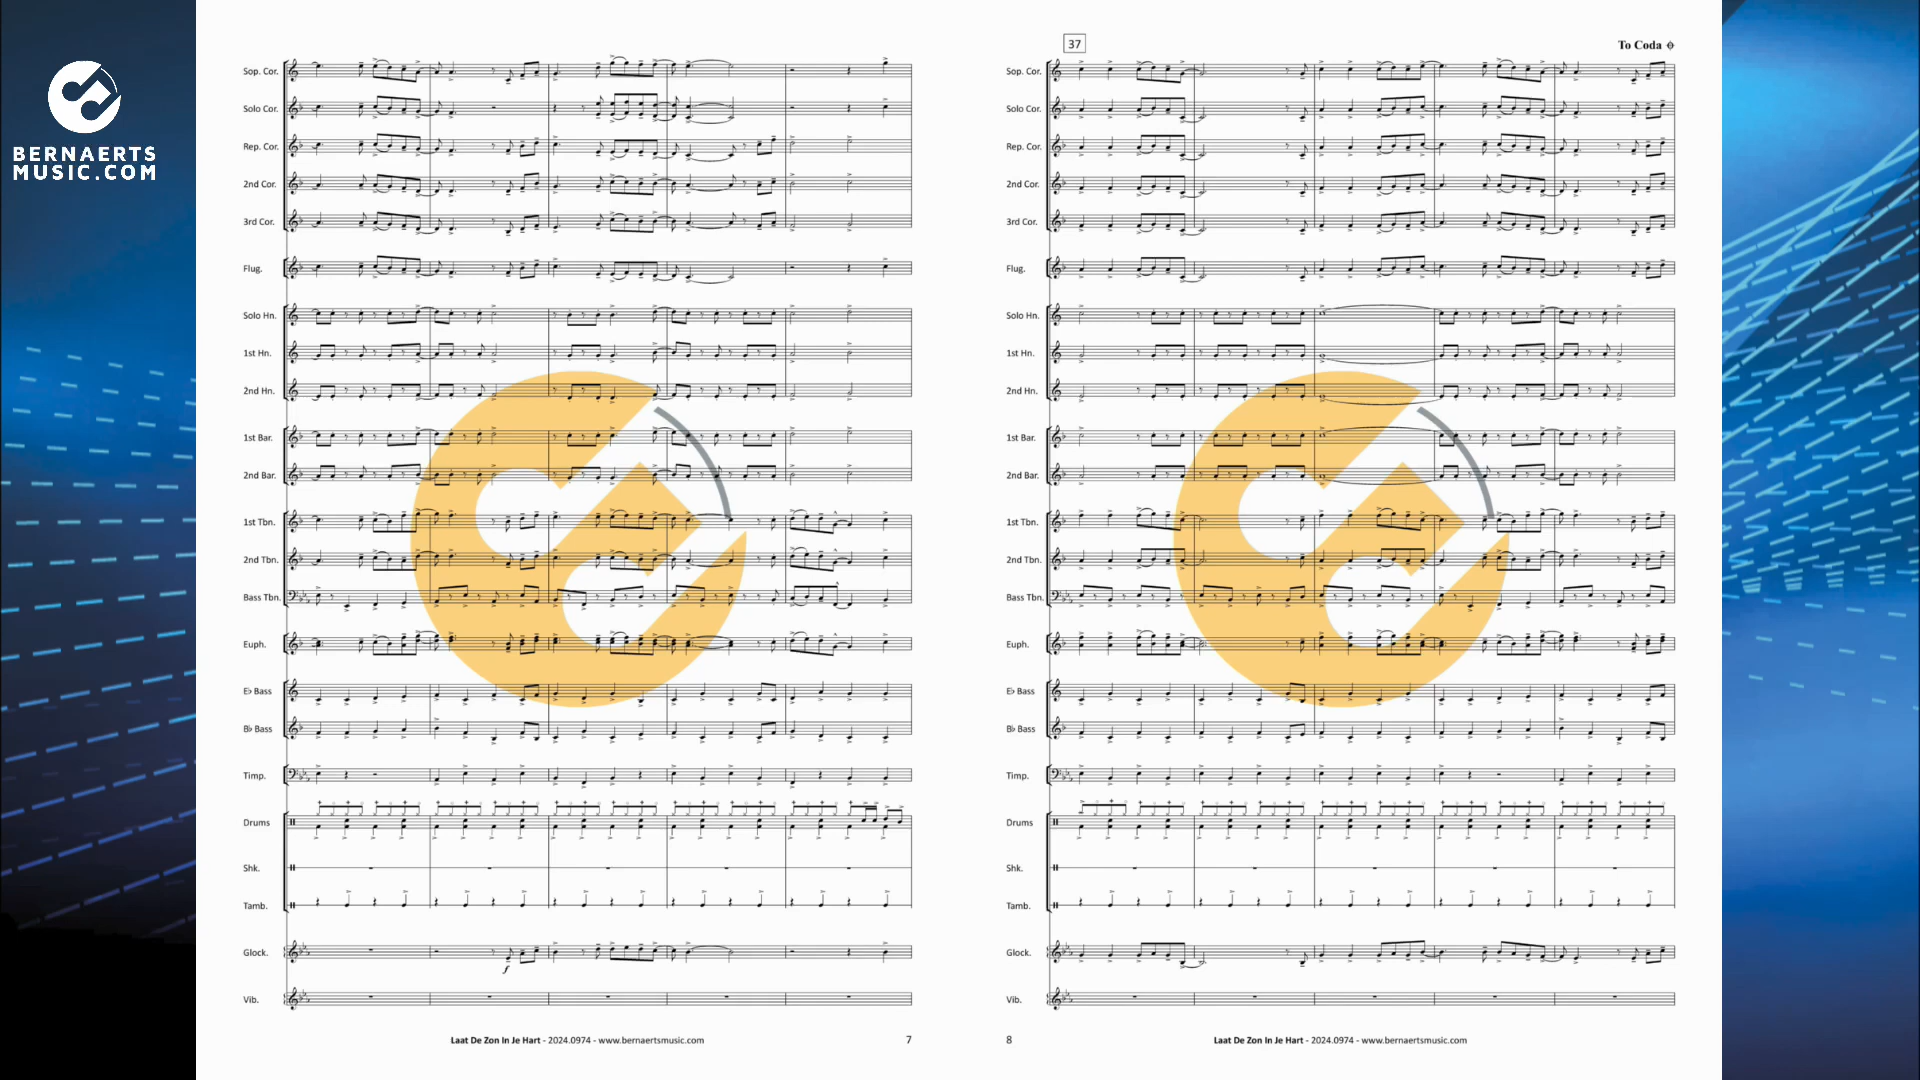 BERNAERTS
MUSIC.COM
Sop. Cor.
Solo Cor.
Rep. Cor.
2nd Cor.
3rd Cor.
Flug.
Solo Hn.
1st Hn.
2nd Hn.
1st Bar.
2nd Bar.
1st Tbn.
2nd Tbn.
Bass Tbn.
Euph.
E♭ Bass
B♭ Bass
Timp.
Drums
Shk.
Tamb.
Glock.
f
Vib.
Laat De Zon In Je Hart - 2024.0974 - www.bernaertsmusic.com
7
37
To Coda
Sop. Cor.
Solo Cor.
Rep. Cor.
2nd Cor.
3rd Cor.
Flug.
Solo Hn.
1st Hn.
2nd Hn.
1st Bar.
2nd Bar.
1st Tbn.
2nd Tbn.
Bass Tbn.
Euph.
E♭ Bass
B♭ Bass
Timp.
Drums
Shk.
Tamb.
Glock.
Vib.
8
Laat De Zon In Je Hart - 2024.0974 - www.bernaertsmusic.com